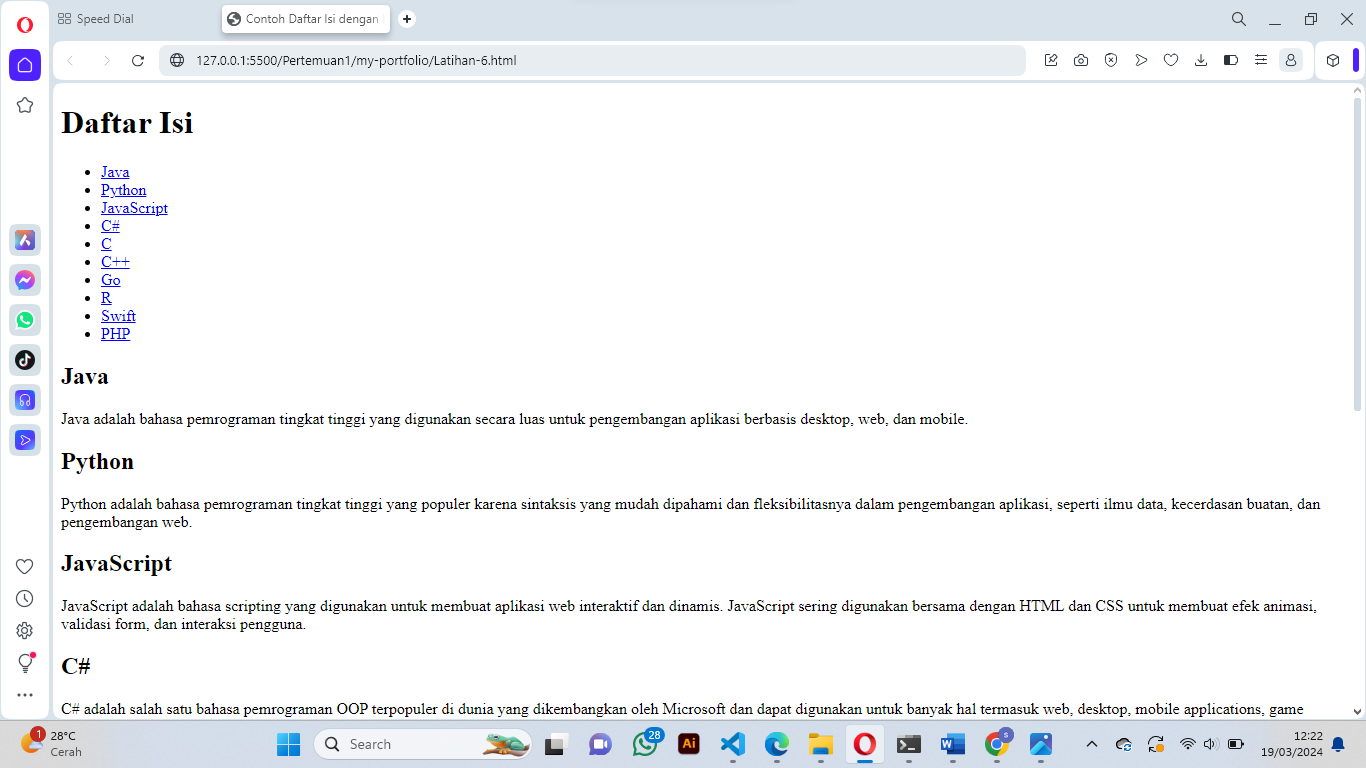 Speed Dial
Contoh Daftar Isi dengan
127.0.0.1:5500/Pertemuan1/my-portfolio/Latihan-6.html
Daftar Isi
Java
Python
JavaScript
C#
C
C++
Go
R
Swift
PHP
Java
Java adalah bahasa pemrograman tingkat tinggi yang digunakan secara luas untuk pengembangan aplikasi berbasis desktop, web, dan mobile.
Python
Python adalah bahasa pemrograman tingkat tinggi yang populer karena sintaksis yang mudah dipahami dan fleksibilitasnya dalam pengembangan aplikasi, seperti ilmu data, kecerdasan buatan, dan
pengembangan web.
JavaScript
JavaScript adalah bahasa scripting yang digunakan untuk membuat aplikasi web interaktif dan dinamis. JavaScript sering digunakan bersama dengan HTML dan CSS untuk membuat efek animasi,
validasi form, dan interaksi pengguna.
C#
C# adalah salah satu bahasa pemrograman OOP terpopuler di dunia yang dikembangkan oleh Microsoft dan dapat digunakan untuk banyak hal termasuk web, desktop, mobile applications, game
1
28°C
Cerah
Search
28
Ai
W
s
12:22
19/03/2024